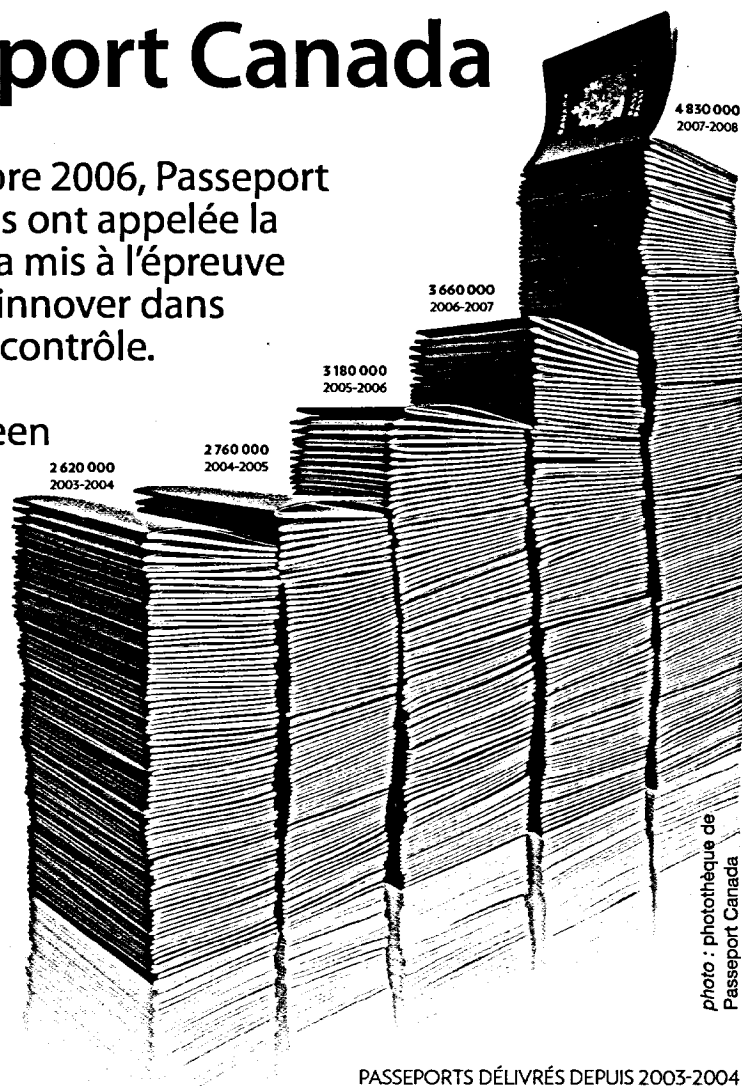 port Canada
bre 2006, Passeport
s ont appelée la
a mis à l'épreuve
innover dans
contrôle.
een
4 830 000
2007-2008
3 660 000
2006-2007
3 180 000
2005-2006
2 760 000
2004-2005
2 620 000
2003-2004
photo : photothèque de
Passeport Canada
PASSEPORTS DÉLIVRÉS DEPUIS 2003-2004